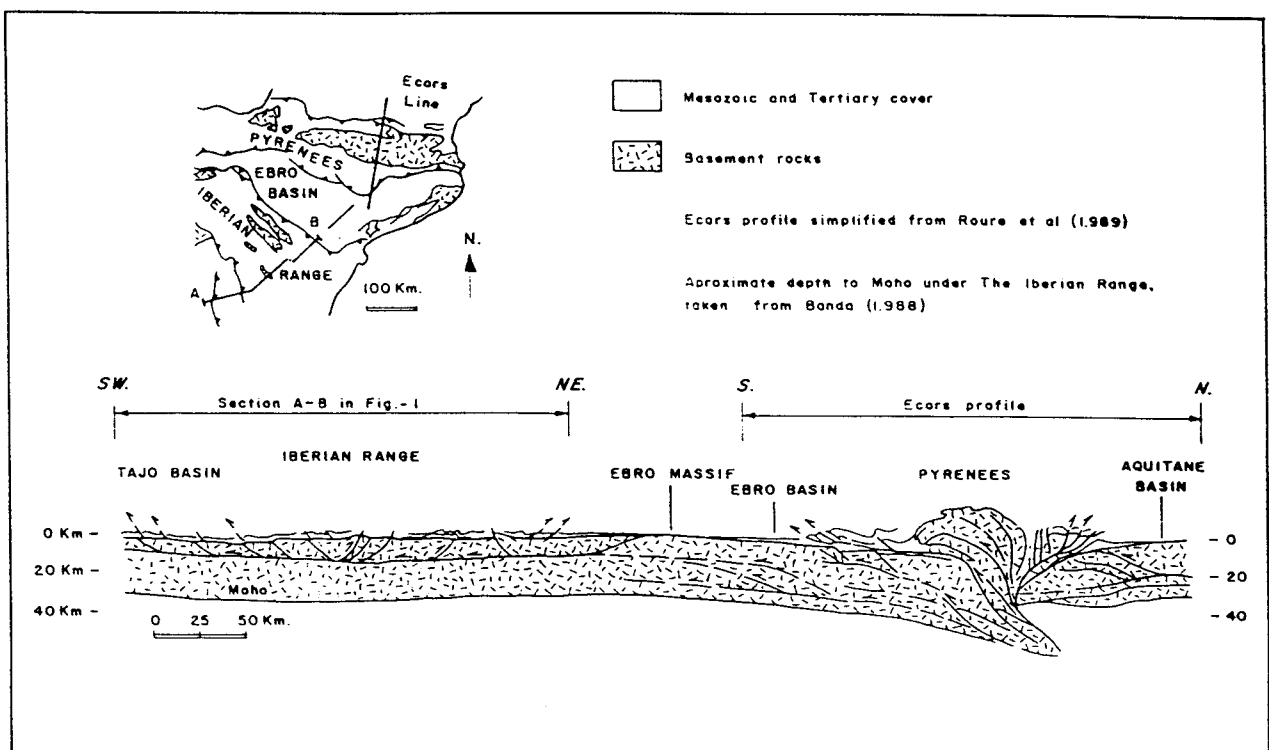 Ecors
Line
PYRENEES
EBRO
BASIN
IBERIAN
RANGE
B
A
N.
100 Km.
Mesozoic and Tertiary cover
Basement rocks
Ecors profile simplified from Roure et al (1.989)
Aproximate depth to Moho under The Iberian Range,
taken from Banda (1.988)
SW.
NE.
S.
N.
Section A-B in Fig.-1
Ecors profile
TAJO BASIN
IBERIAN RANGE
EBRO MASSIF
EBRO BASIN
PYRENEES
AQUITANE
BASIN
0 Km -
20 Km -
40 Km -
Moho
0 25 50 Km.
- 0
- 20
- 40